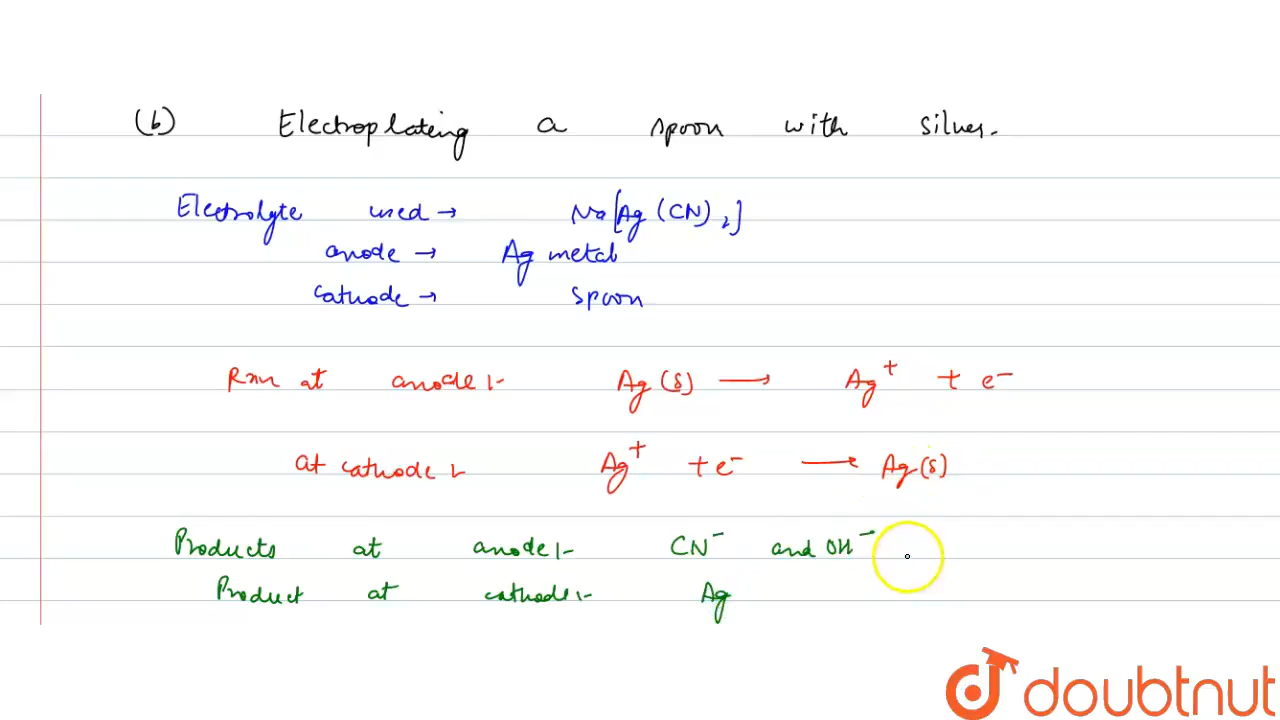 (b) Electroplateing a spoon with silver.
Electrolyte used → Na[Ag(CN)₂]
anode → Ag metal
Cathode → spoon
Rxn at anode :- Ag(s) → Ag⁺ + e⁻
At cathode :- Ag⁺ + e⁻ → Ag(s)
Products at anode :- CN⁻ and OH⁻
Product at cathode :- Ag
doubtnut